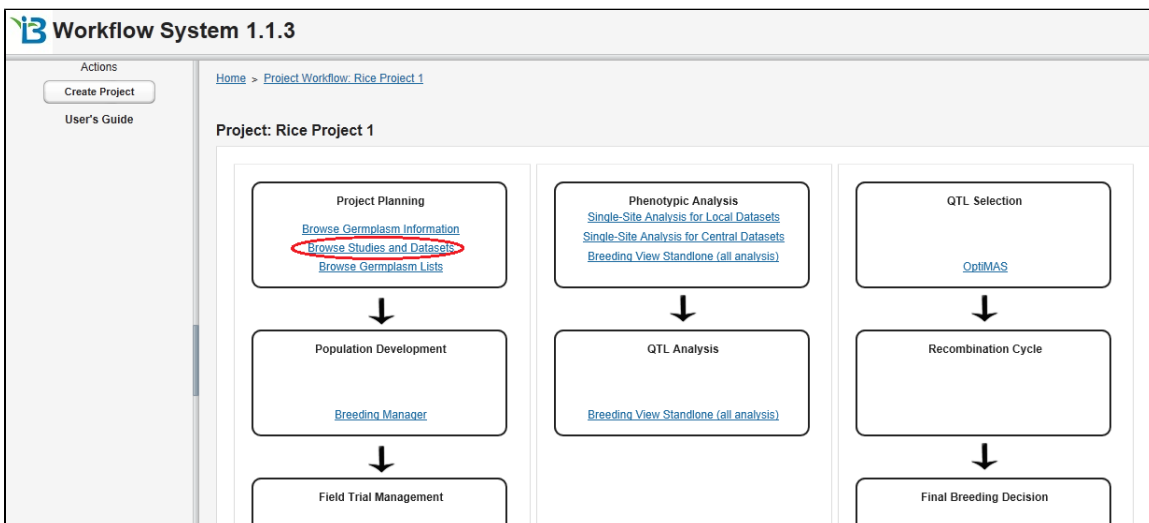 iB Workflow System 1.1.3
Actions
Create Project
User's Guide
Home > Project Workflow: Rice Project 1
Project: Rice Project 1
Project Planning
Browse Germplasm Information
Browse Studies and Datasets
Browse Germplasm Lists
Population Development
Breeding Manager
Field Trial Management
Phenotypic Analysis
Single-Site Analysis for Local Datasets
Single-Site Analysis for Central Datasets
Breeding View Standlone (all analysis)
QTL Analysis
Breeding View Standlone (all analysis)
QTL Selection
OptiMAS
Recombination Cycle
Final Breeding Decision